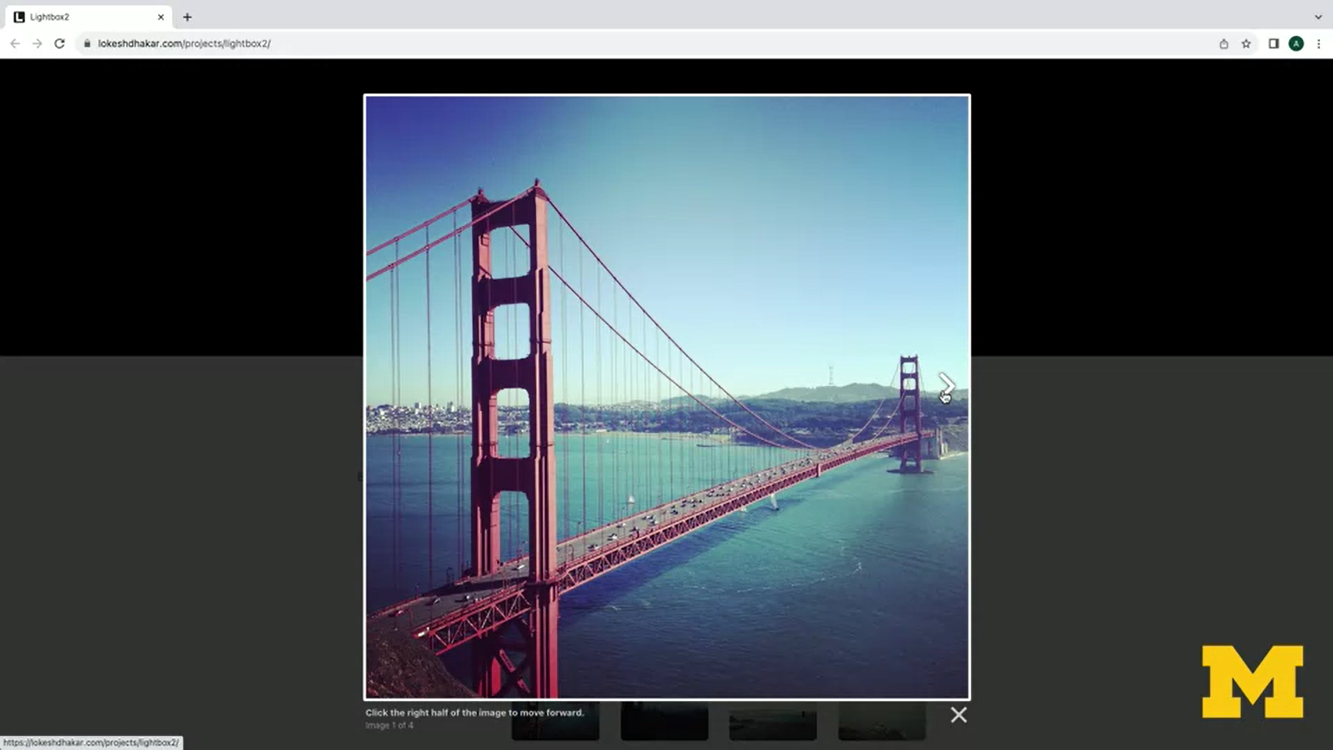 Lightbox2
lokeshdhakar.com/projects/lightbox2/
A
Click the right half of the image to move forward.
Image 1 of 4
M
https://lokeshdhakar.com/projects/lightbox2/